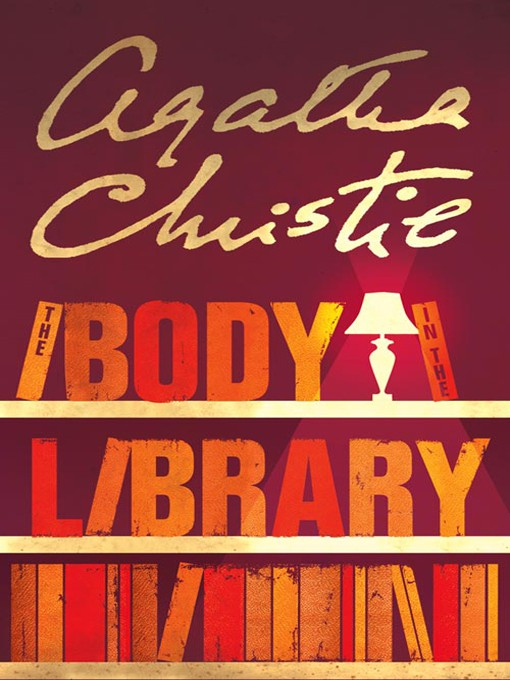 Agatha
Christie
THE BODY IN THE
LIBRARY